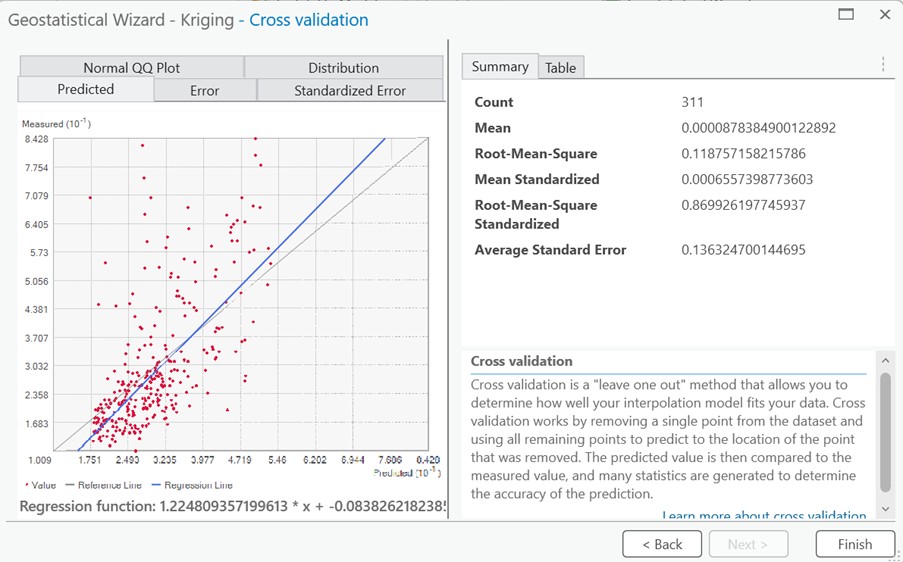 Geostatistical Wizard - Kriging - Cross validation
Normal QQ Plot Distribution
Predicted Error Standardized Error
Measured (10⁻¹)
8.428
7.754
7.079
6.405
5.73
5.056
4.381
3.707
3.032
2.358
1.683
1.009 1.751 2.493 3.235 3.977 4.719 5.46 6.202 6.944 7.686 8.428
Predicted (10⁻¹)
Value Reference Line Regression Line
Regression function: 1.224809357199613 * x + -0.0838262182385
Summary Table
Count 311
Mean 0.0000878384900122892
Root-Mean-Square 0.118757158215786
Mean Standardized 0.0006557398773603
Root-Mean-Square
Standardized 0.869926197745937
Average Standard Error 0.136324700144695
Cross validation
Cross validation is a "leave one out" method that allows you to
determine how well your interpolation model fits your data. Cross
validation works by removing a single point from the dataset and
using all remaining points to predict to the location of the point
that was removed. The predicted value is then compared to the
measured value, and many statistics are generated to determine
the accuracy of the prediction.
Learn more about cross validation
< Back Next > Finish